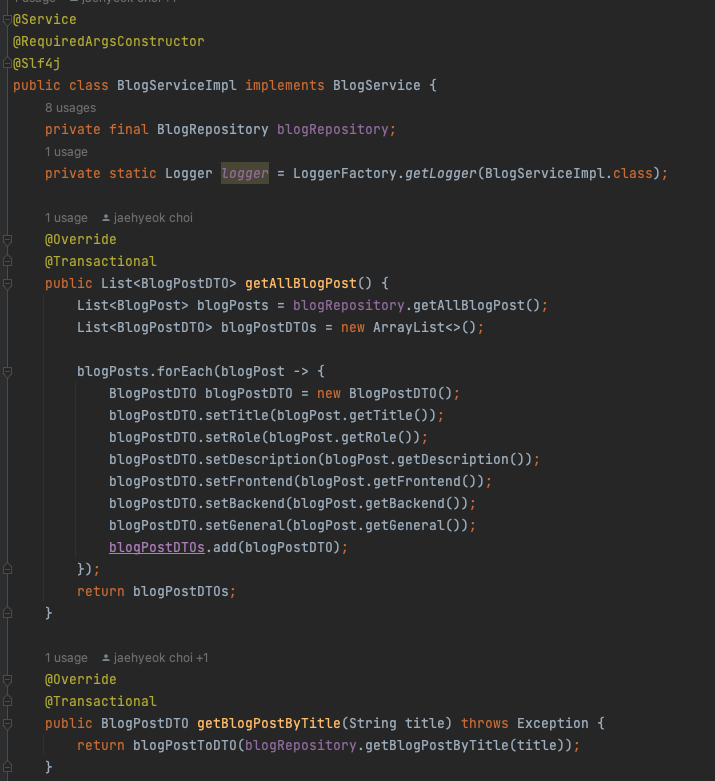 @Service
@RequiredArgsConstructor
@Slf4j
public class BlogServiceImpl implements BlogService {
8 usages
private final BlogRepository blogRepository;
1 usage
private static Logger logger = LoggerFactory.getLogger(BlogServiceImpl.class);
1 usage jaehyeok choi
@Override
@Transactional
public List<BlogPostDTO> getAllBlogPost() {
List<BlogPost> blogPosts = blogRepository.getAllBlogPost();
List<BlogPostDTO> blogPostDTOs = new ArrayList<>();
blogPosts.forEach(blogPost -> {
BlogPostDTO blogPostDTO = new BlogPostDTO();
blogPostDTO.setTitle(blogPost.getTitle());
blogPostDTO.setRole(blogPost.getRole());
blogPostDTO.setDescription(blogPost.getDescription());
blogPostDTO.setFrontend(blogPost.getFrontend());
blogPostDTO.setBackend(blogPost.getBackend());
blogPostDTO.setGeneral(blogPost.getGeneral());
blogPostDTOs.add(blogPostDTO);
});
return blogPostDTOs;
}
1 usage jaehyeok choi +1
@Override
@Transactional
public BlogPostDTO getBlogPostByTitle(String title) throws Exception {
return blogPostToDTO(blogRepository.getBlogPostByTitle(title));
}